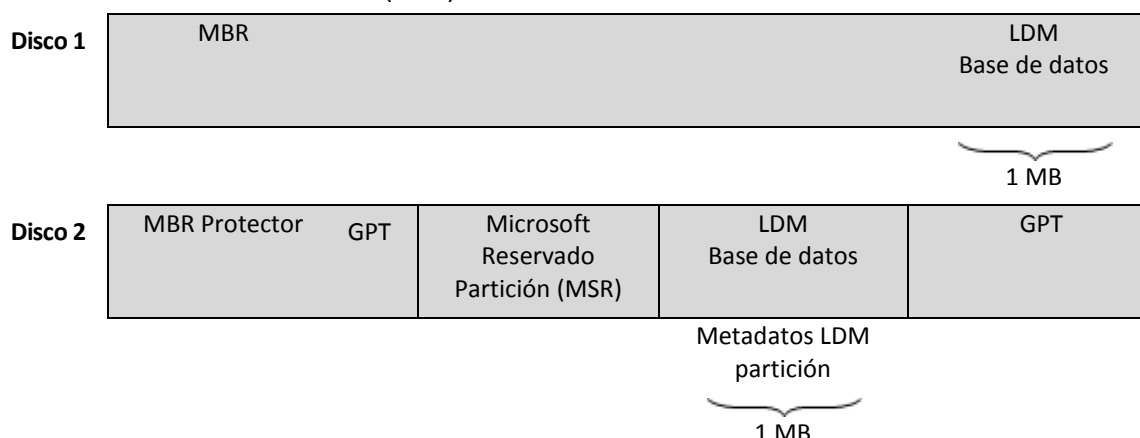 Disco 1
MBR
LDM
Base de datos
1 MB
Disco 2
MBR Protector
GPT
Microsoft
Reservado
Partición (MSR)
LDM
Base de datos
GPT
Metadatos LDM
partición
1 MB